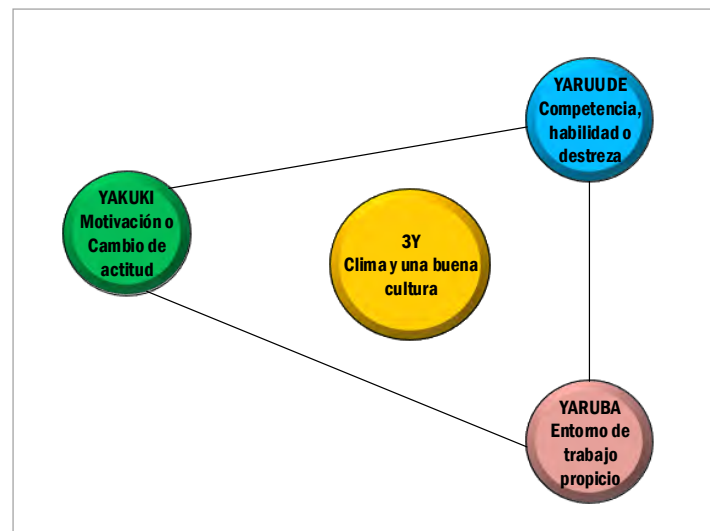 YARUUDE
Competencia,
habilidad o
destreza
YAKUKI
Motivación o
Cambio de
actitud
3Y
Clima y una buena
cultura
YARUBA
Entorno de
trabajo
propicio